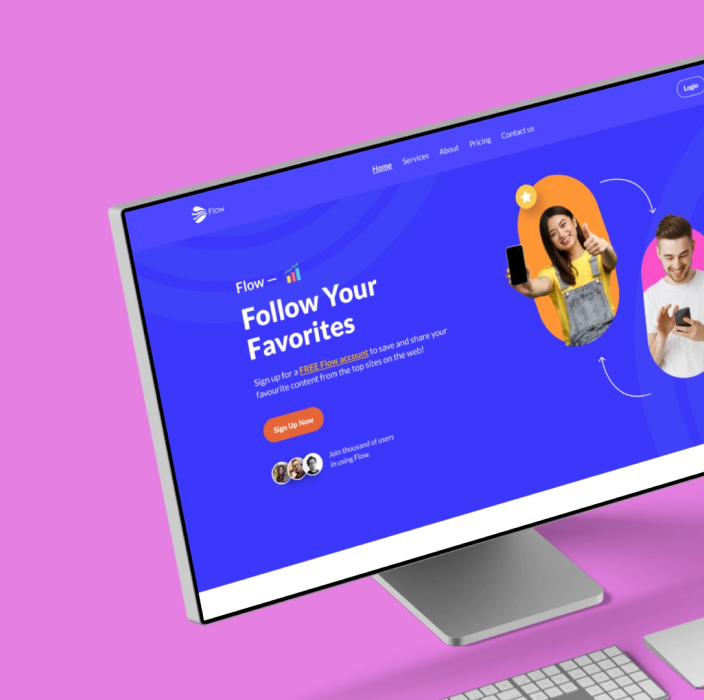 Login
Home Services About Pricing Contact us
Flow
Flow —
Follow Your
Favorites
Sign up for a FREE Flow account to save and share your
favourite content from the top sites on the web!
Sign Up Now
Join thousand of users
in using Flow.